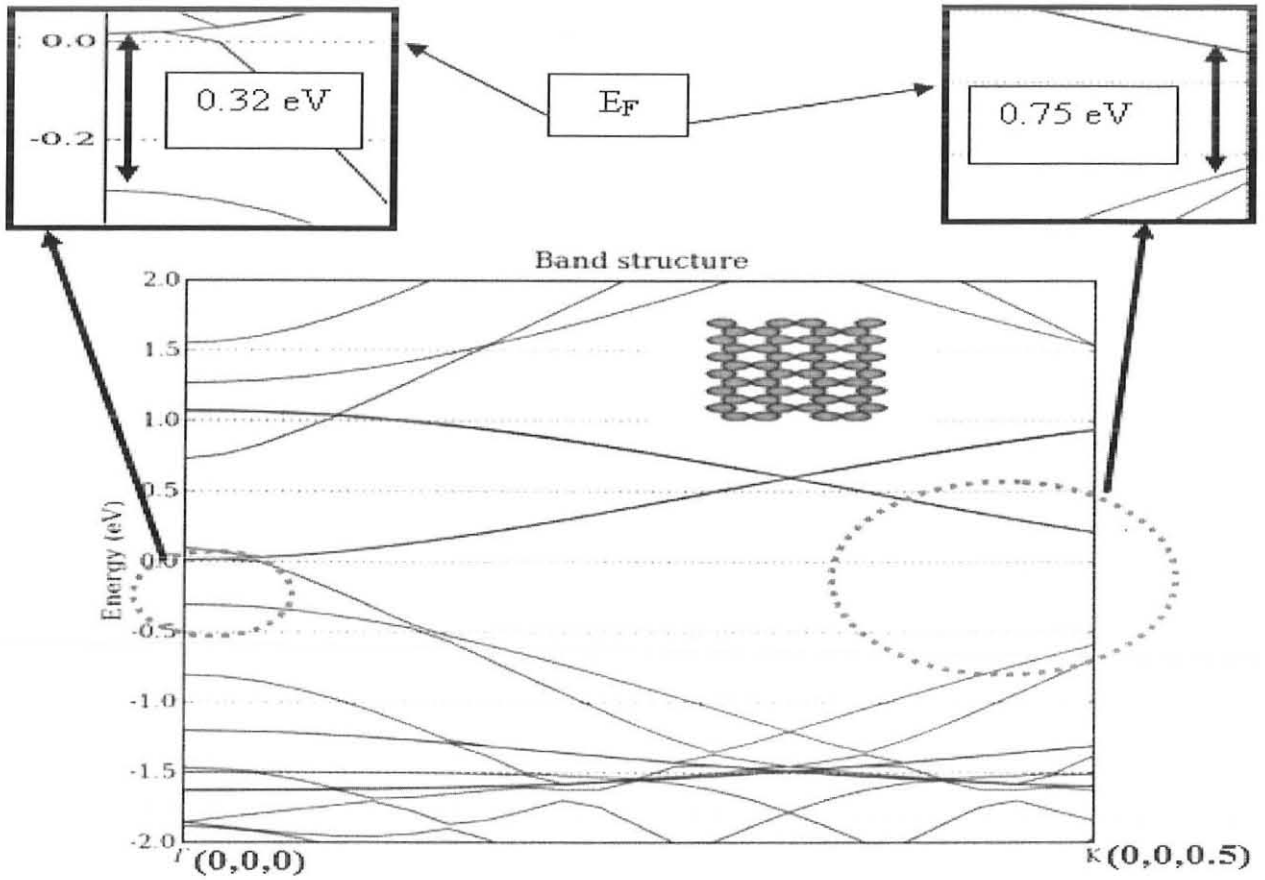 0.0
0.32 eV
-0.2
E_F
0.75 eV
Band structure
2.0
1.5
1.0
0.5
0.0
-0.5
-1.0
-1.5
-2.0
Energy (eV)
Γ (0,0,0)
K (0,0,0.5)